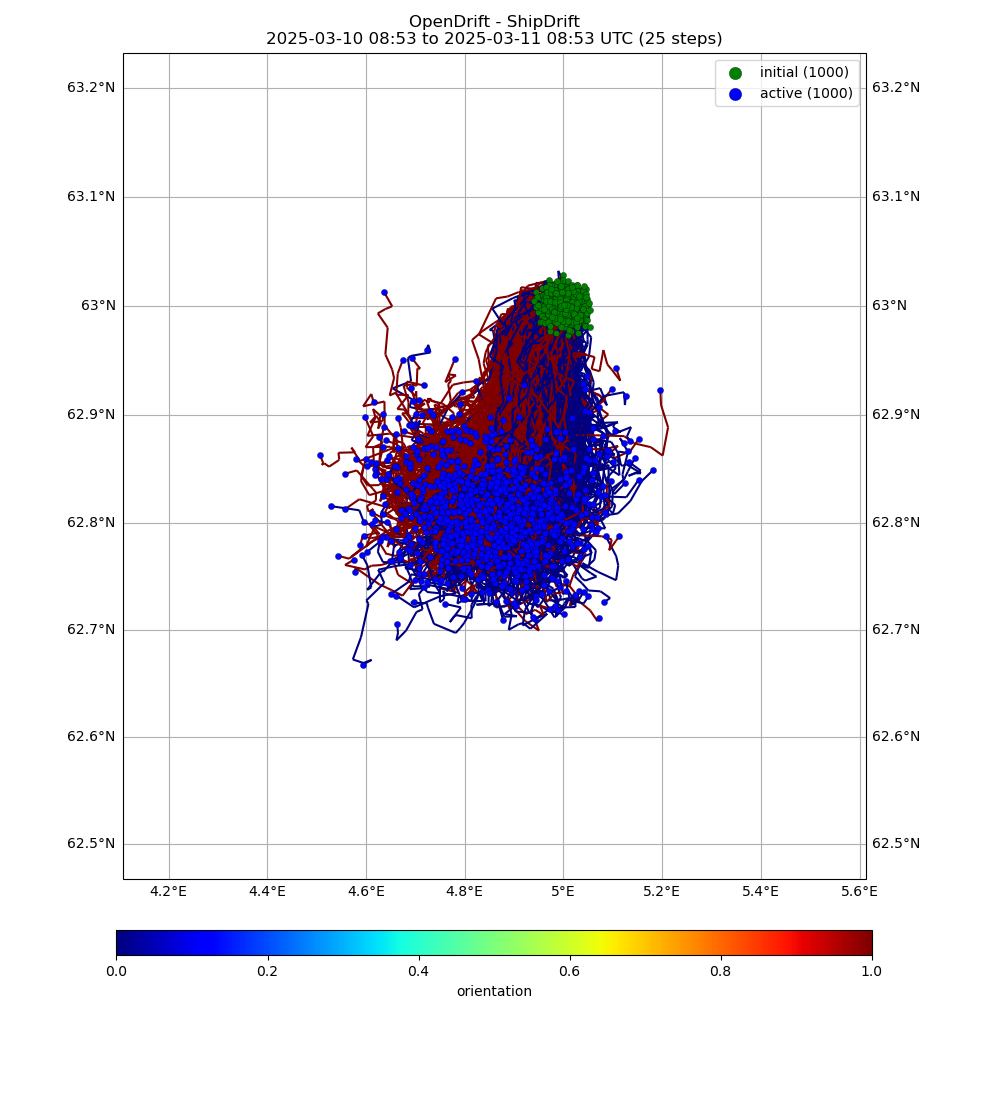 OpenDrift - ShipDrift
2025-03-10 08:53 to 2025-03-11 08:53 UTC (25 steps)
initial (1000)
active (1000)
63.2°N 63.2°N
63.1°N 63.1°N
63°N 63°N
62.9°N 62.9°N
62.8°N 62.8°N
62.7°N 62.7°N
62.6°N 62.6°N
62.5°N 62.5°N
4.2°E 4.4°E 4.6°E 4.8°E 5°E 5.2°E 5.4°E 5.6°E
0.0 0.2 0.4 0.6 0.8 1.0
orientation